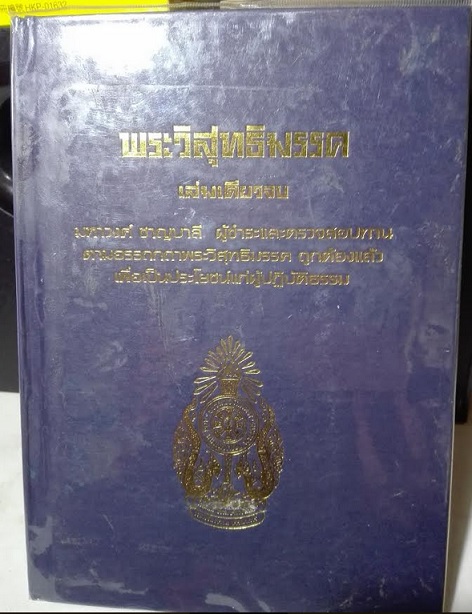 HKP-01632
พระวิสุทธิมรรค
เล่มเดียวจบ
มหาวงศ์ ชาญบาลี ผู้ชำระและตรวจสอบทาน
ตามอรรถกถาพระวิสุทธิมรรค ถูกต้องแล้ว
เพื่อเป็นประโยชน์แก่ผู้ปฏิบัติธรรม